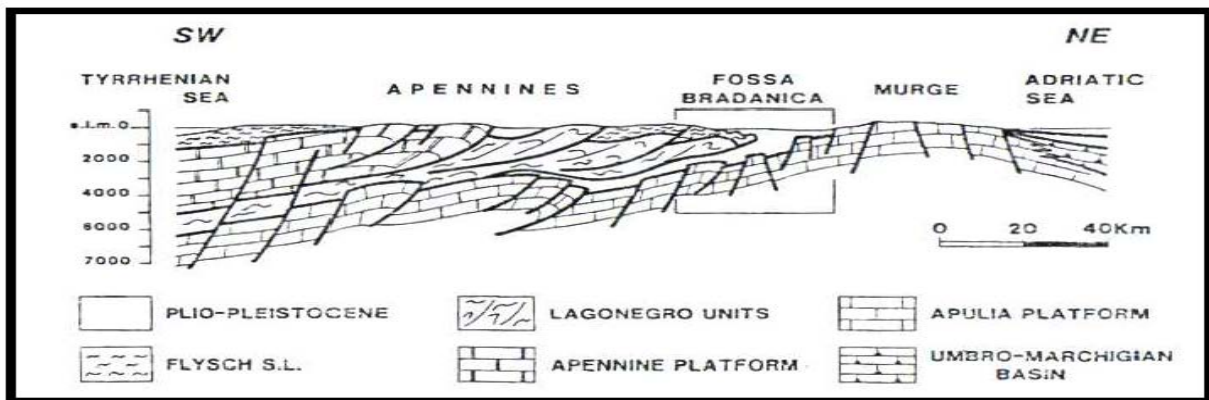 SW NE
TYRRHENIAN SEA
APENNINES
FOSSA BRADANICA
MURGE
ADRIATIC SEA
s.l.m.0
2000
4000
6000
7000
0 20 40Km
PLIO-PLEISTOCENE
LAGONEGRO UNITS
APULIA PLATFORM
FLYSCH S.L.
APENNINE PLATFORM
UMBRO-MARCHIGIAN BASIN